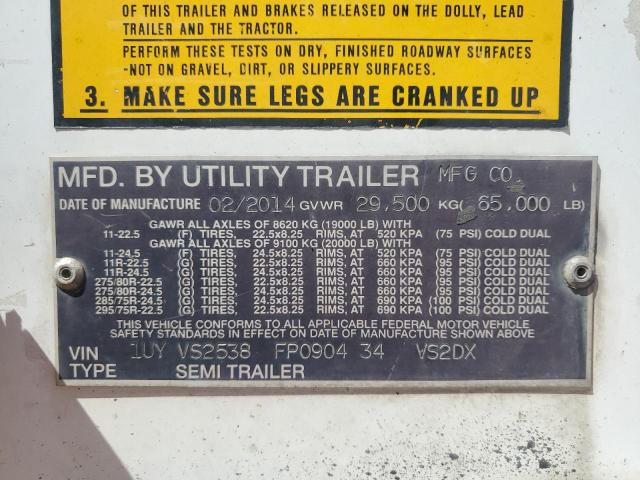 OF THIS TRAILER AND BRAKES RELEASED ON THE DOLLY, LEAD
TRAILER AND THE TRACTOR.
PERFORM THESE TESTS ON DRY, FINISHED ROADWAY SURFACES
-NOT ON GRAVEL, DIRT, OR SLIPPERY SURFACES.
3. MAKE SURE LEGS ARE CRANKED UP
MFD. BY UTILITY TRAILER MFG CO.
DATE OF MANUFACTURE 02/2014 GVWR 29,500 KG( 65,000 LB)
GAWR ALL AXLES OF 8620 KG (19000 LB) WITH
11-22.5 (F) TIRES, 22.5x8.25 RIMS, AT 520 KPA (75 PSI) COLD DUAL
GAWR ALL AXLES OF 9100 KG (20000 LB) WITH
11-24.5 (F) TIRES, 24.5x8.25 RIMS, AT 520 KPA (75 PSI) COLD DUAL
11R-22.5 (G) TIRES, 22.5x8.25 RIMS, AT 660 KPA (95 PSI) COLD DUAL
11R-24.5 (G) TIRES, 24.5x8.25 RIMS, AT 660 KPA (95 PSI) COLD DUAL
275/80R-22.5 (G) TIRES, 22.5x8.25 RIMS, AT 660 KPA (95 PSI) COLD DUAL
275/80R-24.5 (G) TIRES, 24.5x8.25 RIMS, AT 660 KPA (95 PSI) COLD DUAL
285/75R-24.5 (G) TIRES, 24.5x8.25 RIMS, AT 690 KPA (100 PSI) COLD DUAL
295/75R-22.5 (G) TIRES, 22.5x8.25 RIMS, AT 690 KPA (100 PSI) COLD DUAL
THIS VEHICLE CONFORMS TO ALL APPLICABLE FEDERAL MOTOR VEHICLE
SAFETY STANDARDS IN EFFECT ON DATE OF MANUFACTURE SHOWN ABOVE
VIN 1UY VS2538 FP0904 34 VS2DX
TYPE SEMI TRAILER